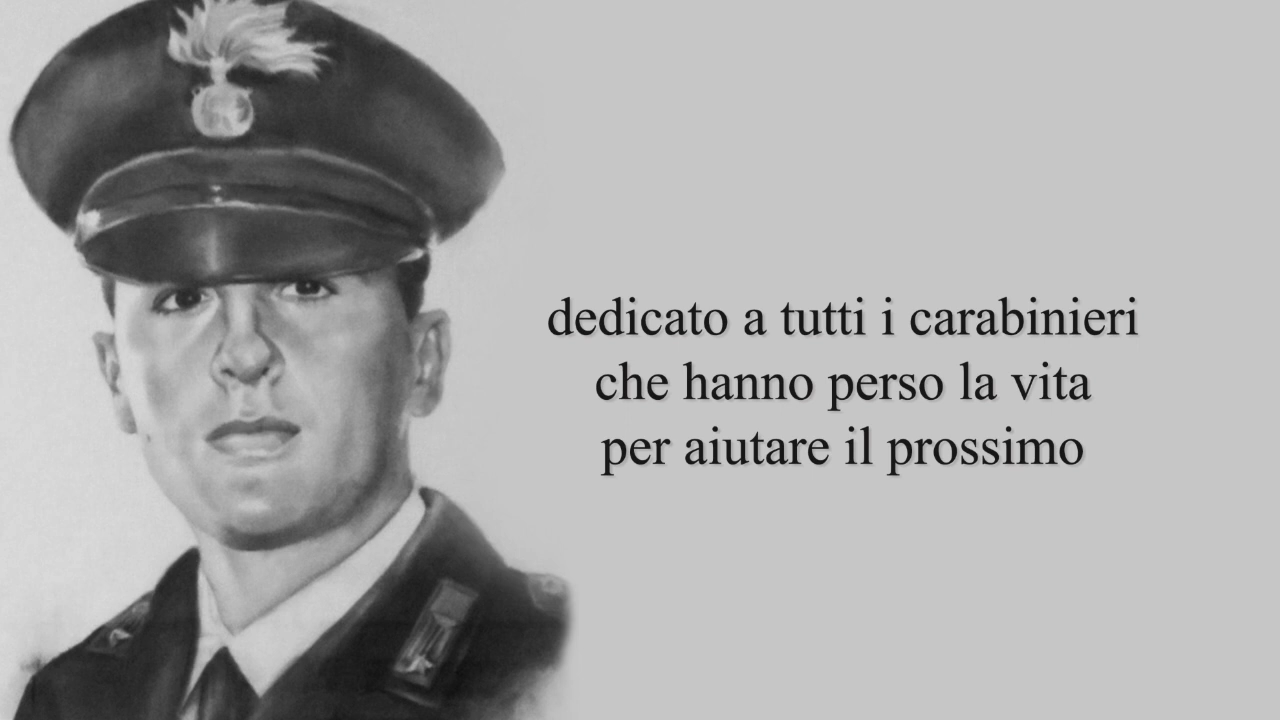 dedicato a tutti i carabinieri
che hanno perso la vita
per aiutare il prossimo